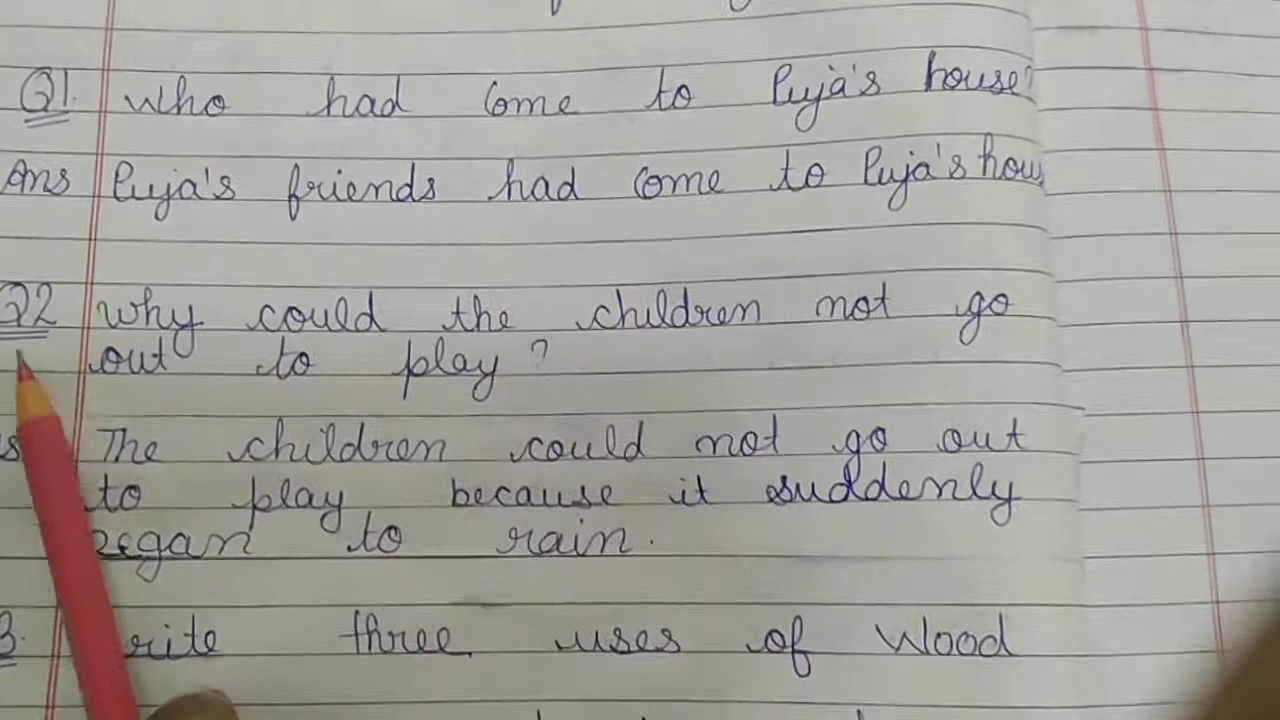 Q1. Who had come to Puja's house?
Ans Puja's friends had come to Puja's hou
Q2 Why could the children not go
out to play?
s The children could not go out
to play because it suddenly
began to rain.
3. rite three uses of Wood